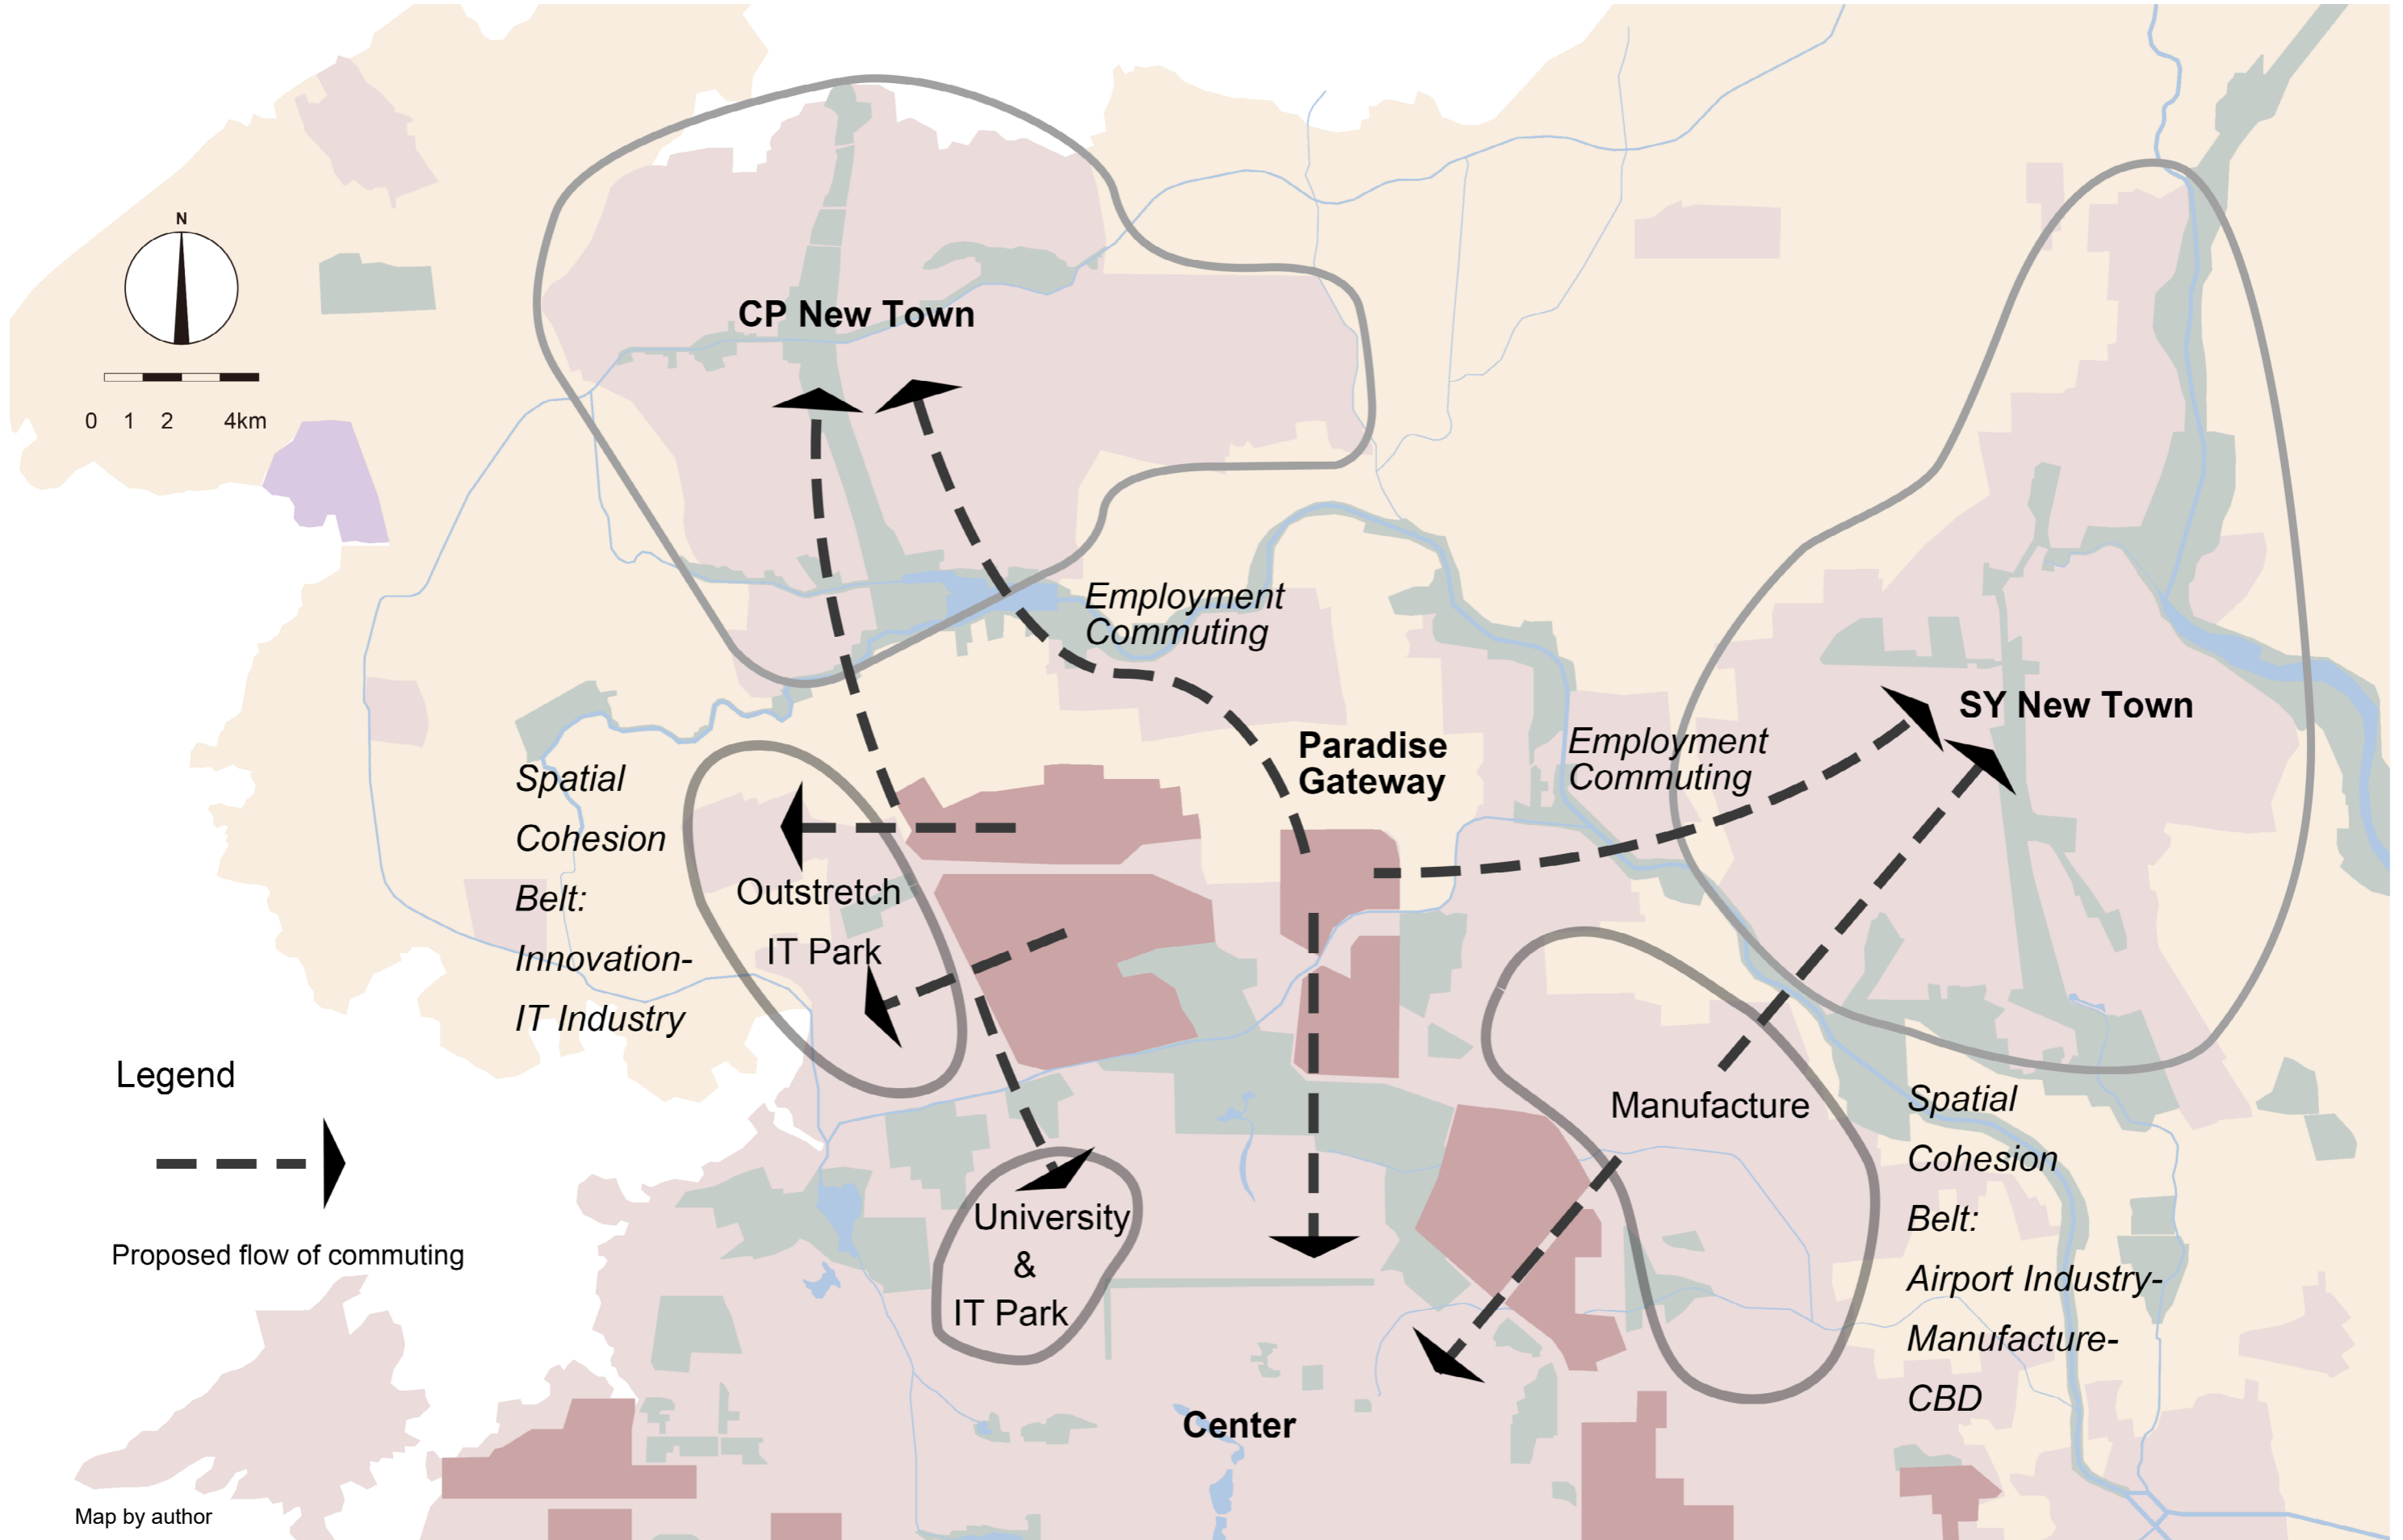 N
0 1 2 4km
CP New Town
Employment
Commuting
Paradise
Gateway
Employment
Commuting
SY New Town
Spatial
Cohesion
Belt:
Innovation-
IT Industry
Outstretch
IT Park
Legend
Proposed flow of commuting
University
&
IT Park
Manufacture
Spatial
Cohesion
Belt:
Airport Industry-
Manufacture-
CBD
Center
Map by author